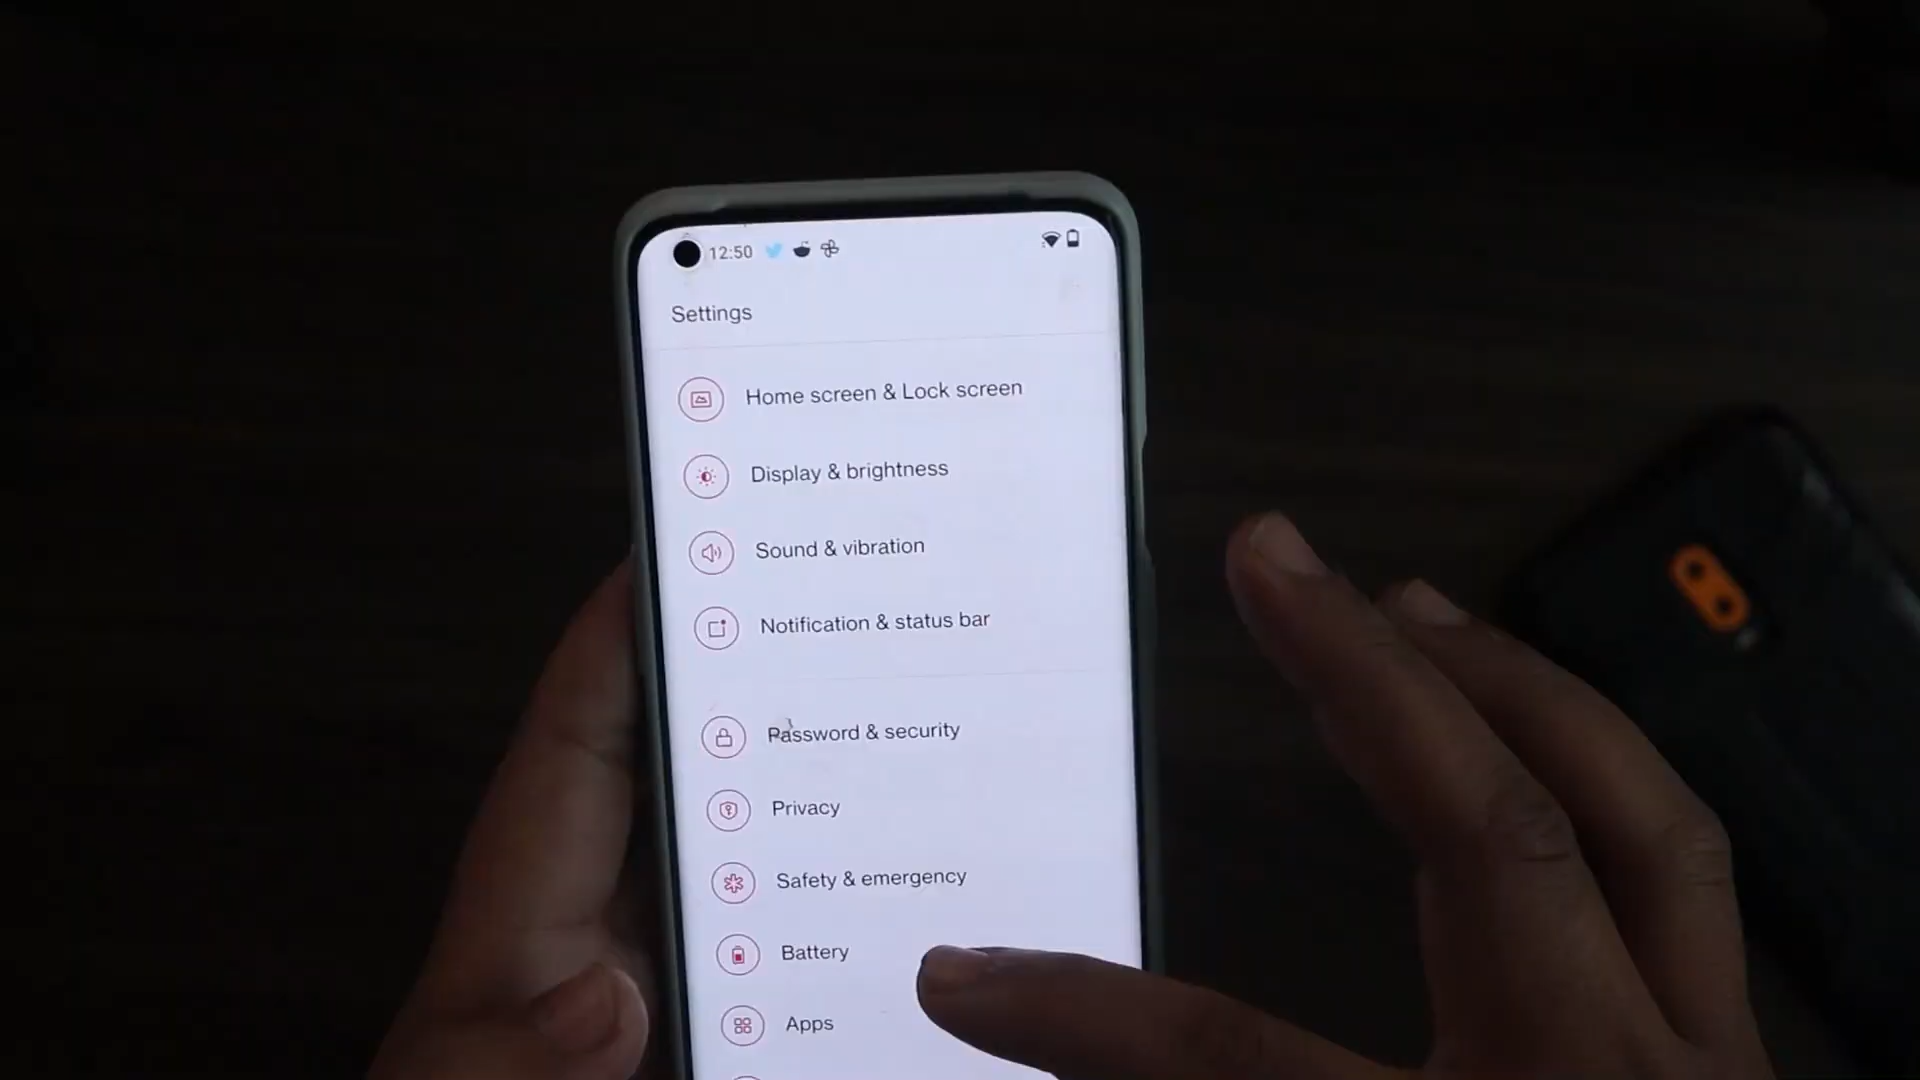 12:50
Settings
Home screen & Lock screen
Display & brightness
Sound & vibration
Notification & status bar
Password & security
Privacy
Safety & emergency
Battery
Apps